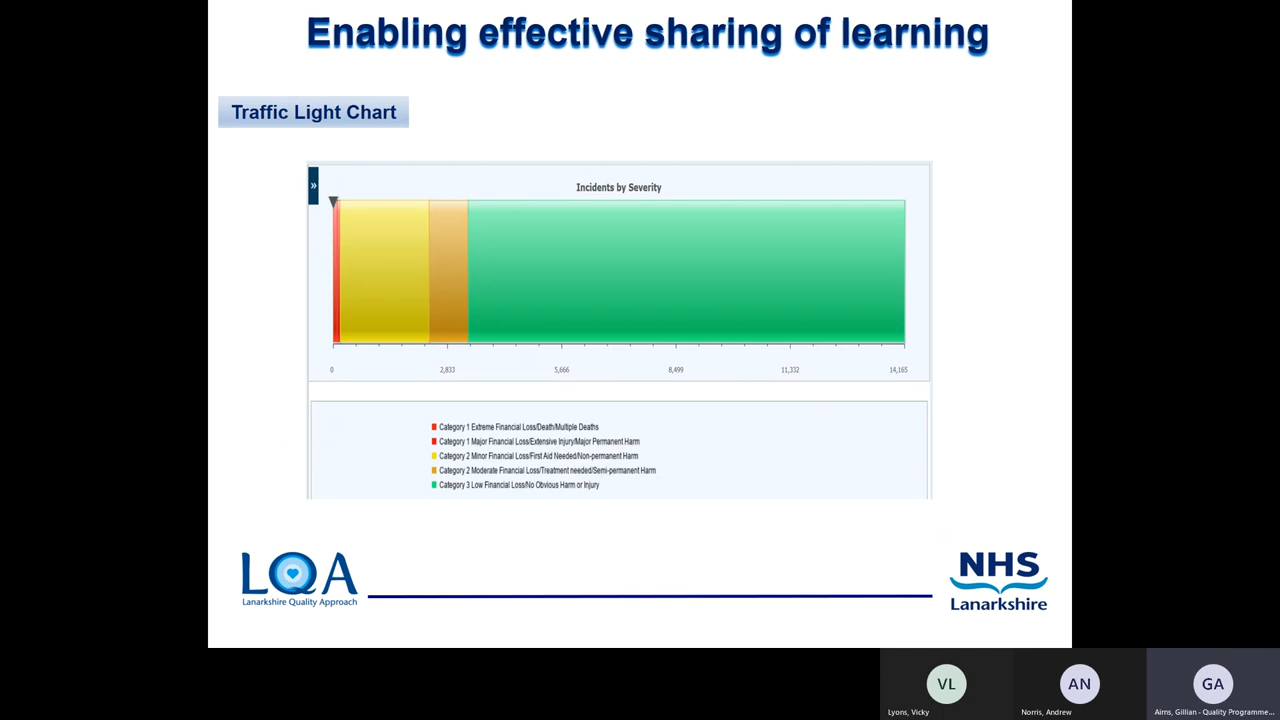 Enabling effective sharing of learning
Traffic Light Chart
»
Incidents by Severity
0 2,833 5,666 8,499 11,332 14,165
Category 1 Extreme Financial Loss/Death/Multiple Deaths
Category 1 Major Financial Loss/Extensive Injury/Major Permanent Harm
Category 2 Minor Financial Loss/First Aid Needed/Non-permanent Harm
Category 2 Moderate Financial Loss/Treatment needed/Semi-permanent Harm
Category 3 Low Financial Loss/No Obvious Harm or Injury
LQA
Lanarkshire Quality Approach
NHS
Lanarkshire
VL AN GA
Lyons, Vicky Norris, Andrew Airns, Gillian - Quality Programme...